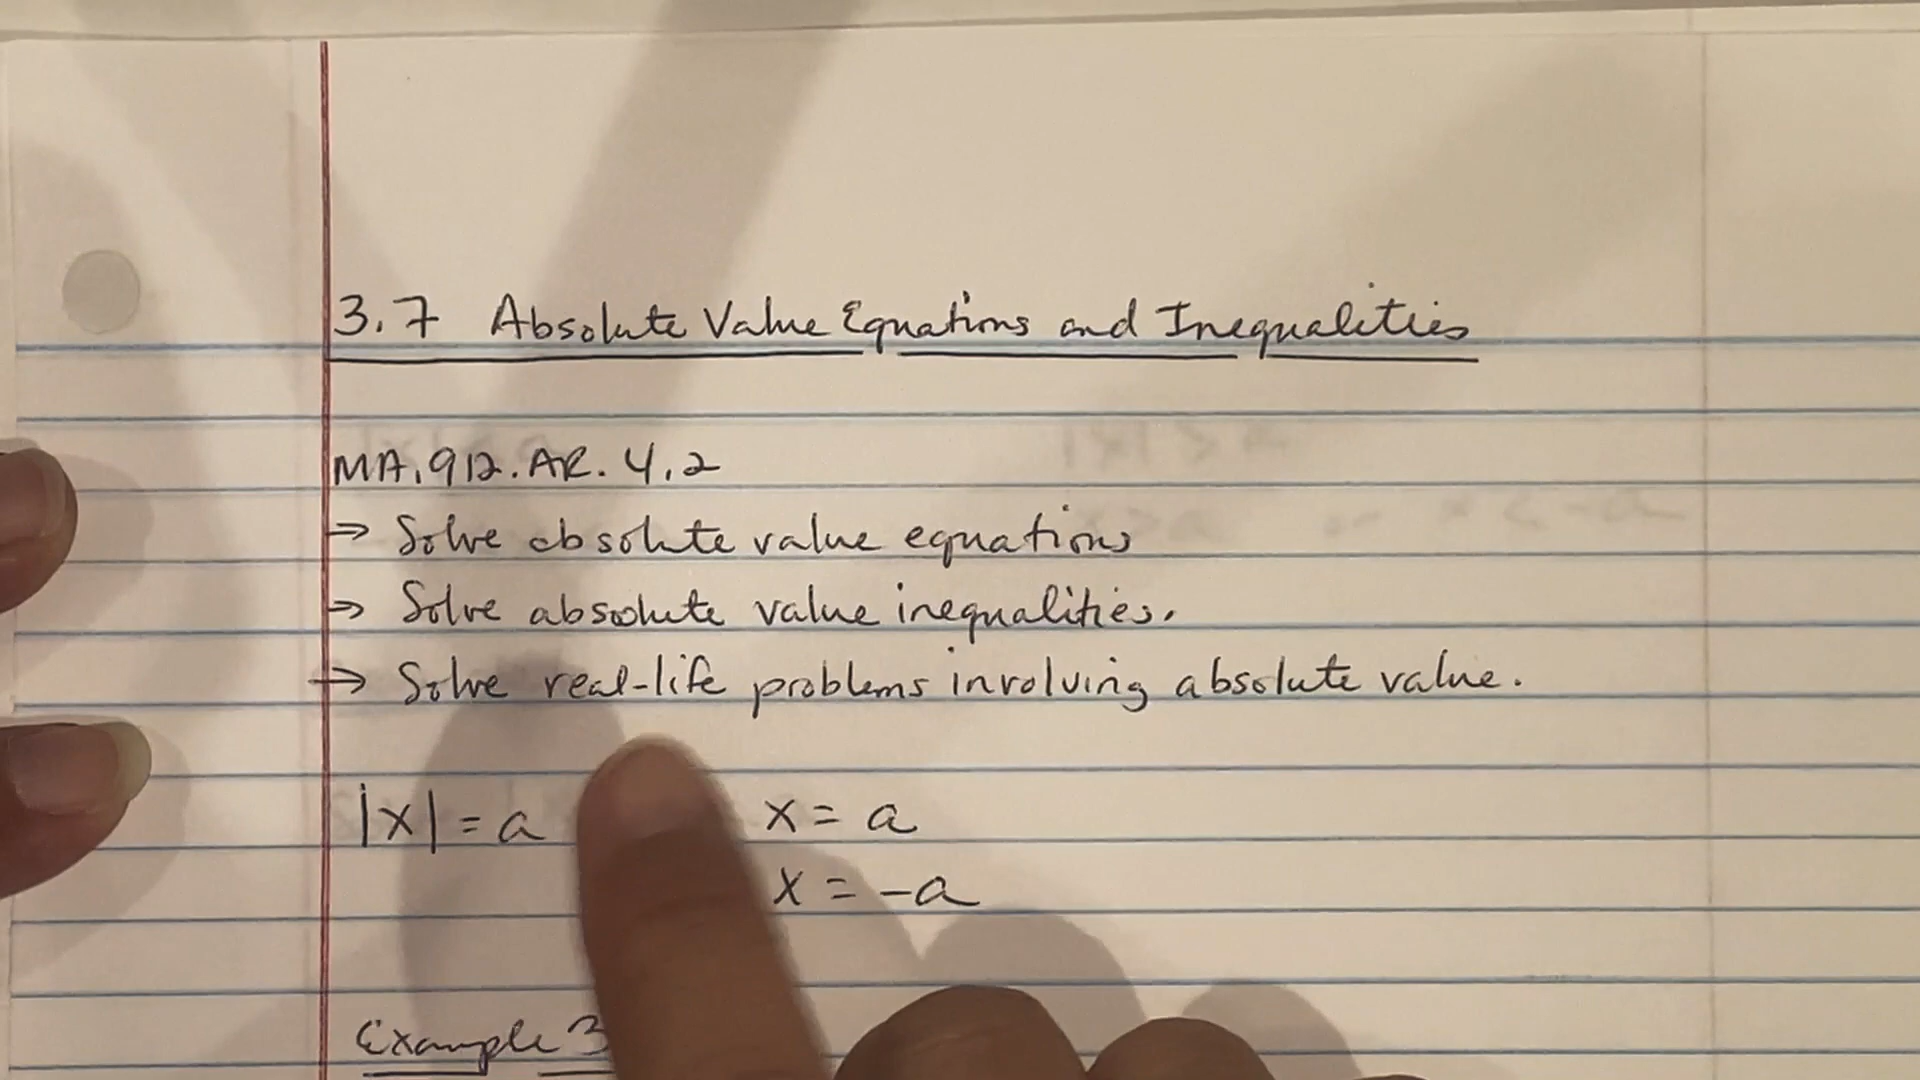 3.7 Absolute Value Equations and Inequalities
MA.912.AR.4.2
→ Solve absolute value equations
→ Solve absolute value inequalities.
→ Solve real-life problems involving absolute value.
|x| = a x = a
x = -a
Example 3